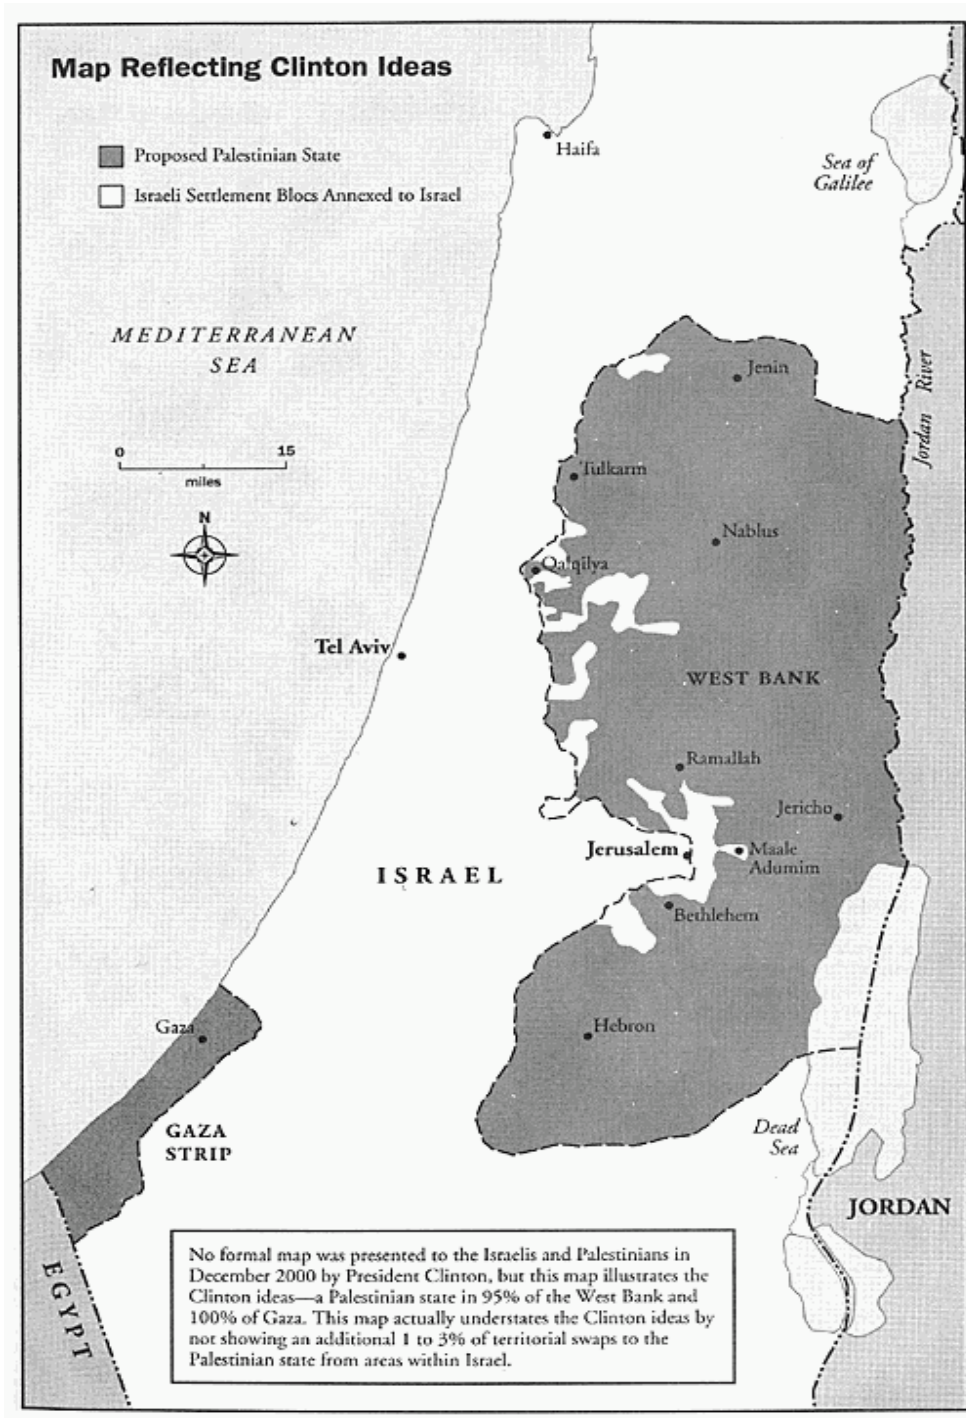 Map Reflecting Clinton Ideas
Proposed Palestinian State
Israeli Settlement Blocs Annexed to Israel
Haifa
Sea of
Galilee
MEDITERRANEAN
SEA
Jenin
Jordan River
0 15
miles
Tulkarm
N
Nablus
Qalqilya
Tel Aviv
WEST BANK
Ramallah
Jericho
Jerusalem
Maale
Adumim
ISRAEL
Bethlehem
Gaza
Hebron
GAZA
STRIP
Dead
Sea
JORDAN
EGYPT
No formal map was presented to the Israelis and Palestinians in
December 2000 by President Clinton, but this map illustrates the
Clinton ideas—a Palestinian state in 95% of the West Bank and
100% of Gaza. This map actually understates the Clinton ideas by
not showing an additional 1 to 3% of territorial swaps to the
Palestinian state from areas within Israel.